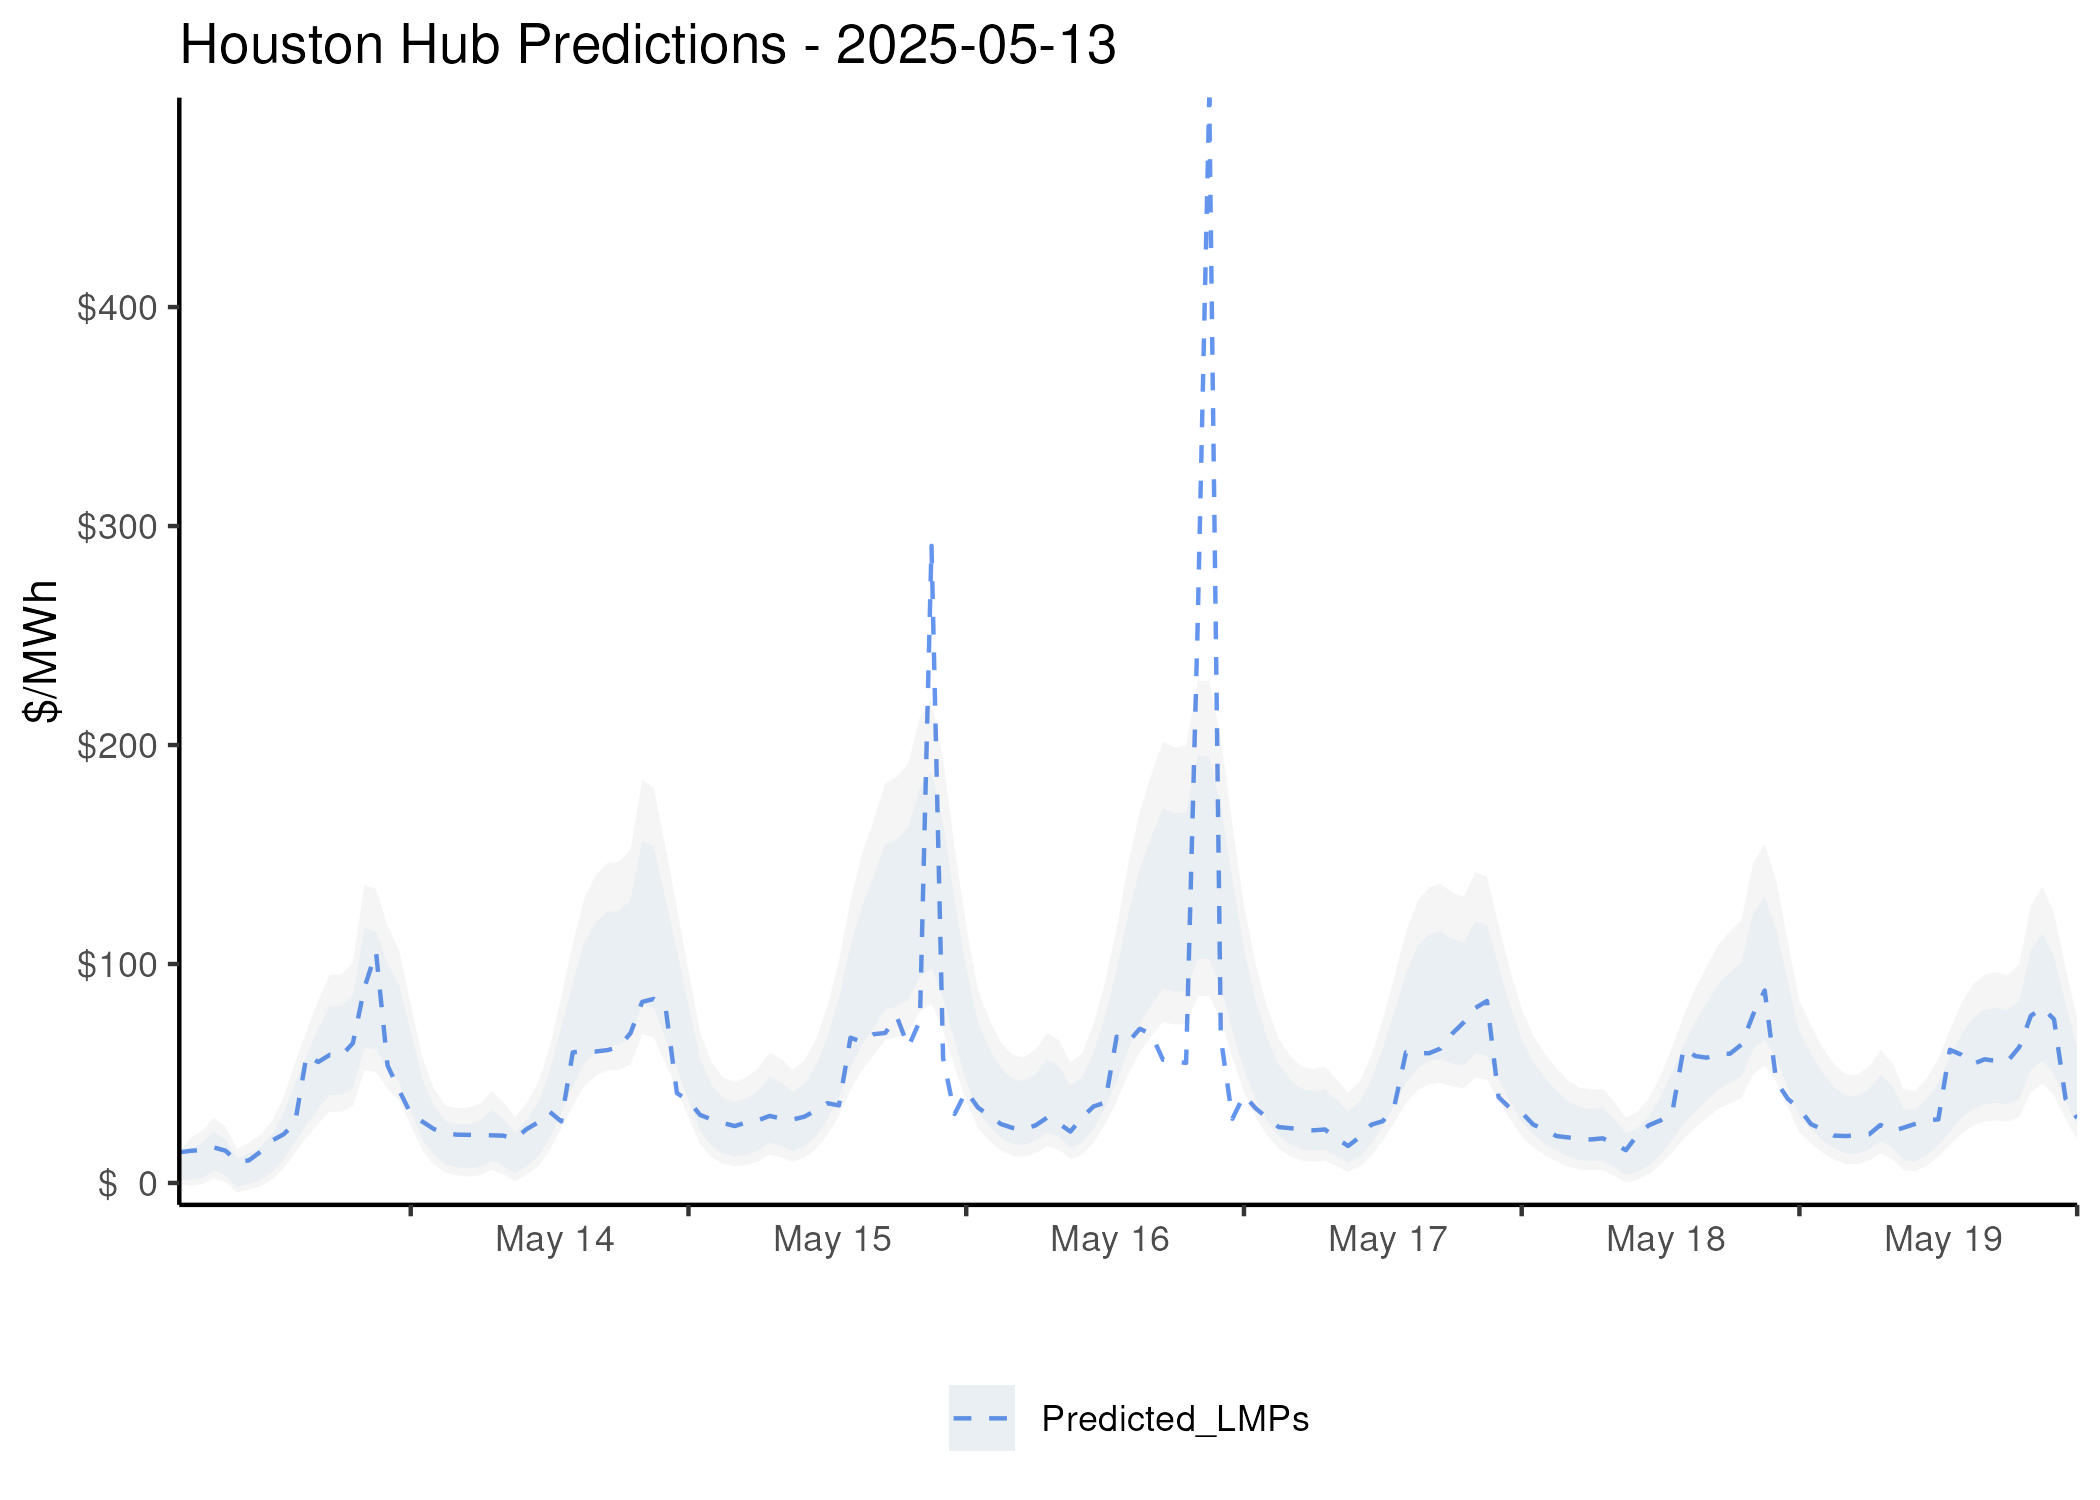 Houston Hub Predictions - 2025-05-13
$/MWh
$400
$300
$200
$100
$  0
May 14
May 15
May 16
May 17
May 18
May 19
Predicted_LMPs